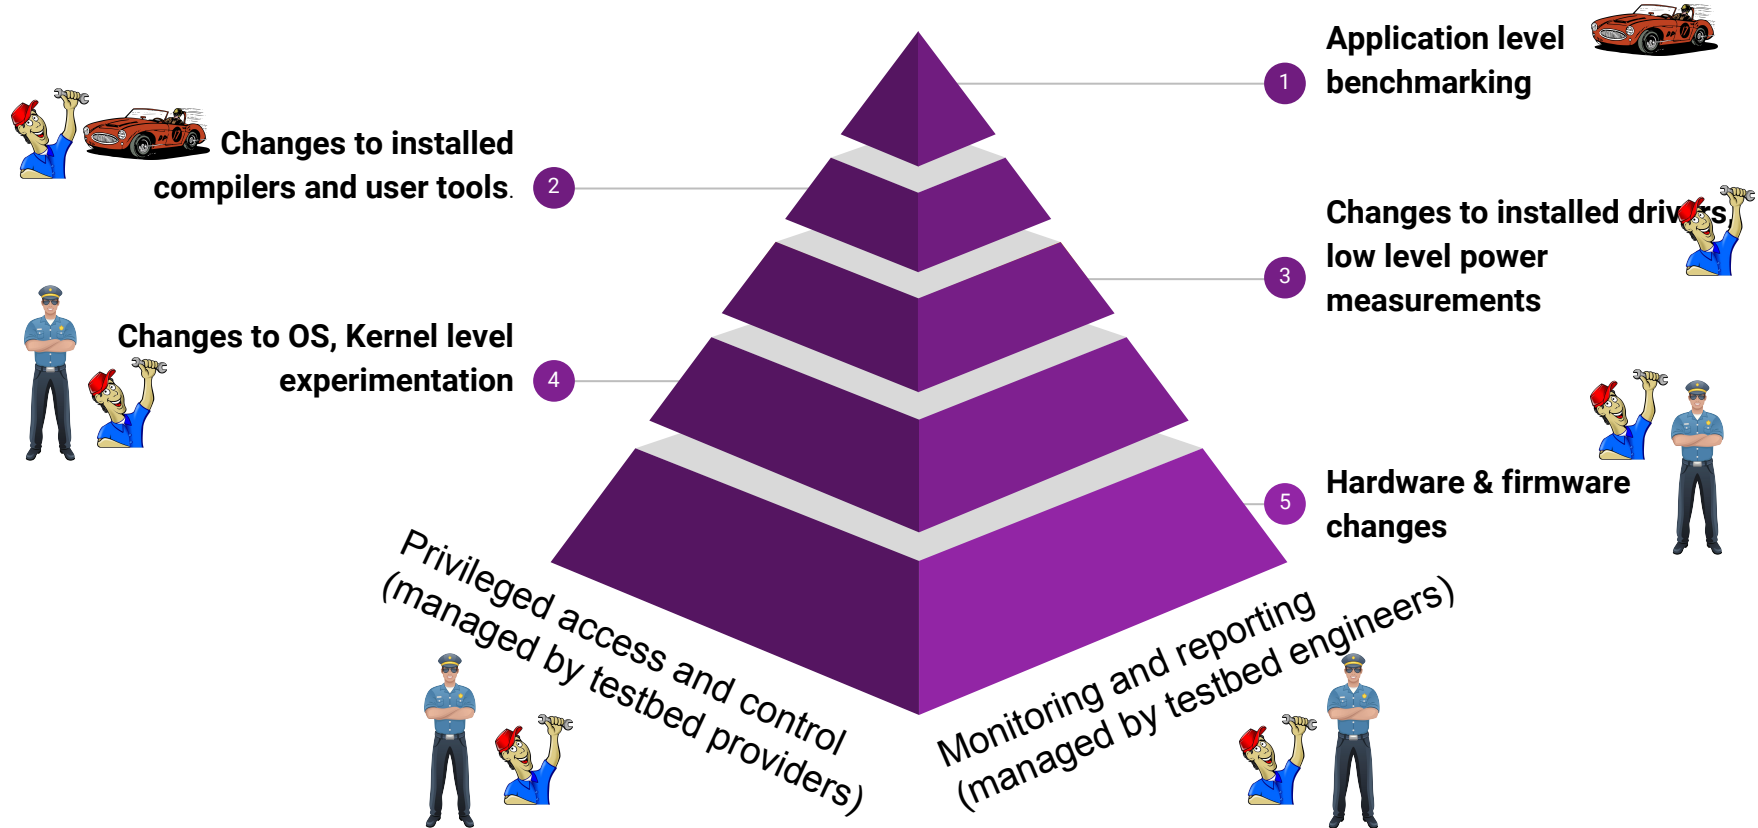 Application level
benchmarking
1
Changes to installed
compilers and user tools.
2
Changes to installed drivers,
low level power
measurements
3
Changes to OS, Kernel level
experimentation
4
Hardware & firmware
changes
5
Privileged access and control
(managed by testbed providers)
Monitoring and reporting
(managed by testbed engineers)